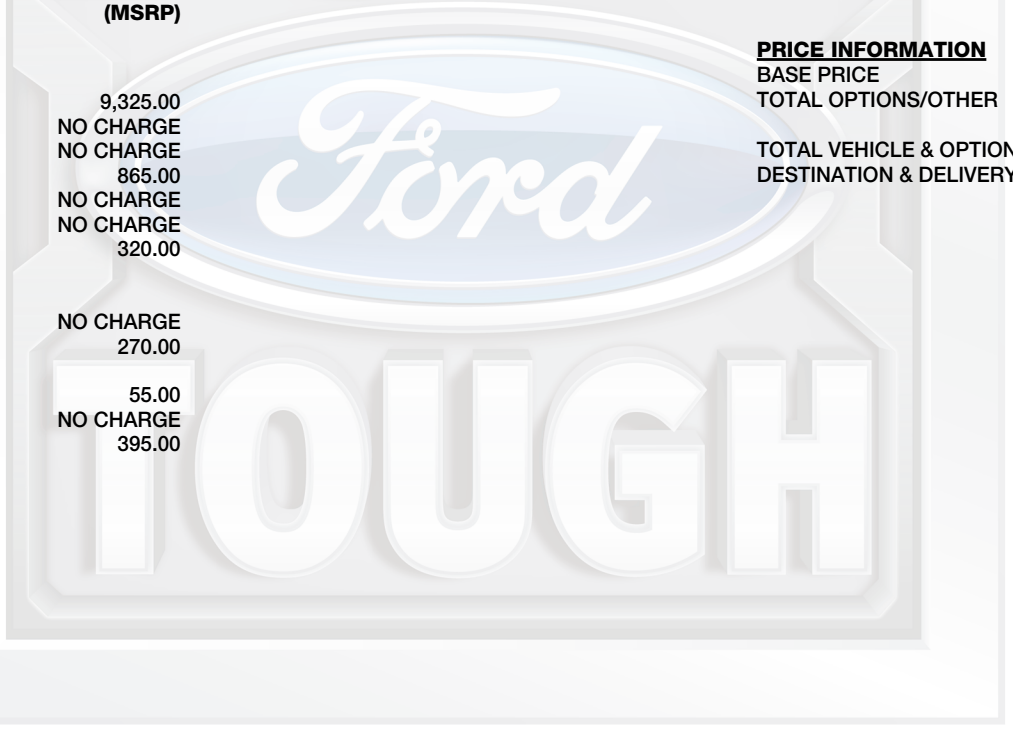 (MSRP)
9,325.00
NO CHARGE
NO CHARGE
865.00
NO CHARGE
NO CHARGE
320.00
NO CHARGE
270.00
55.00
NO CHARGE
395.00
PRICE INFORMATION
BASE PRICE
TOTAL OPTIONS/OTHER
TOTAL VEHICLE & OPTION
DESTINATION & DELIVERY
Ford
TOUGH